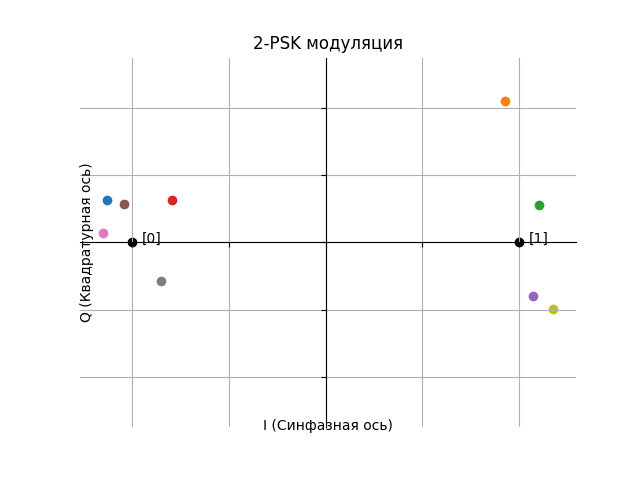 2-PSK модуляция
Q (Квадратурная ось)
[0]
[1]
I (Синфазная ось)